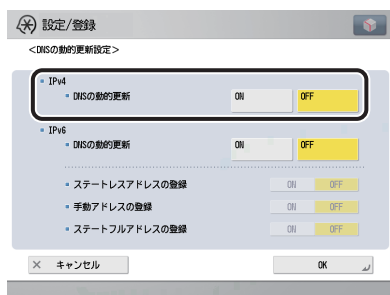 設定/登録
<DNSの動的更新設定>
IPv4
DNSの動的更新 ON OFF
IPv6
DNSの動的更新 ON OFF
ステートレスアドレスの登録 ON OFF
手動アドレスの登録 ON OFF
ステートフルアドレスの登録 ON OFF
× キャンセル OK